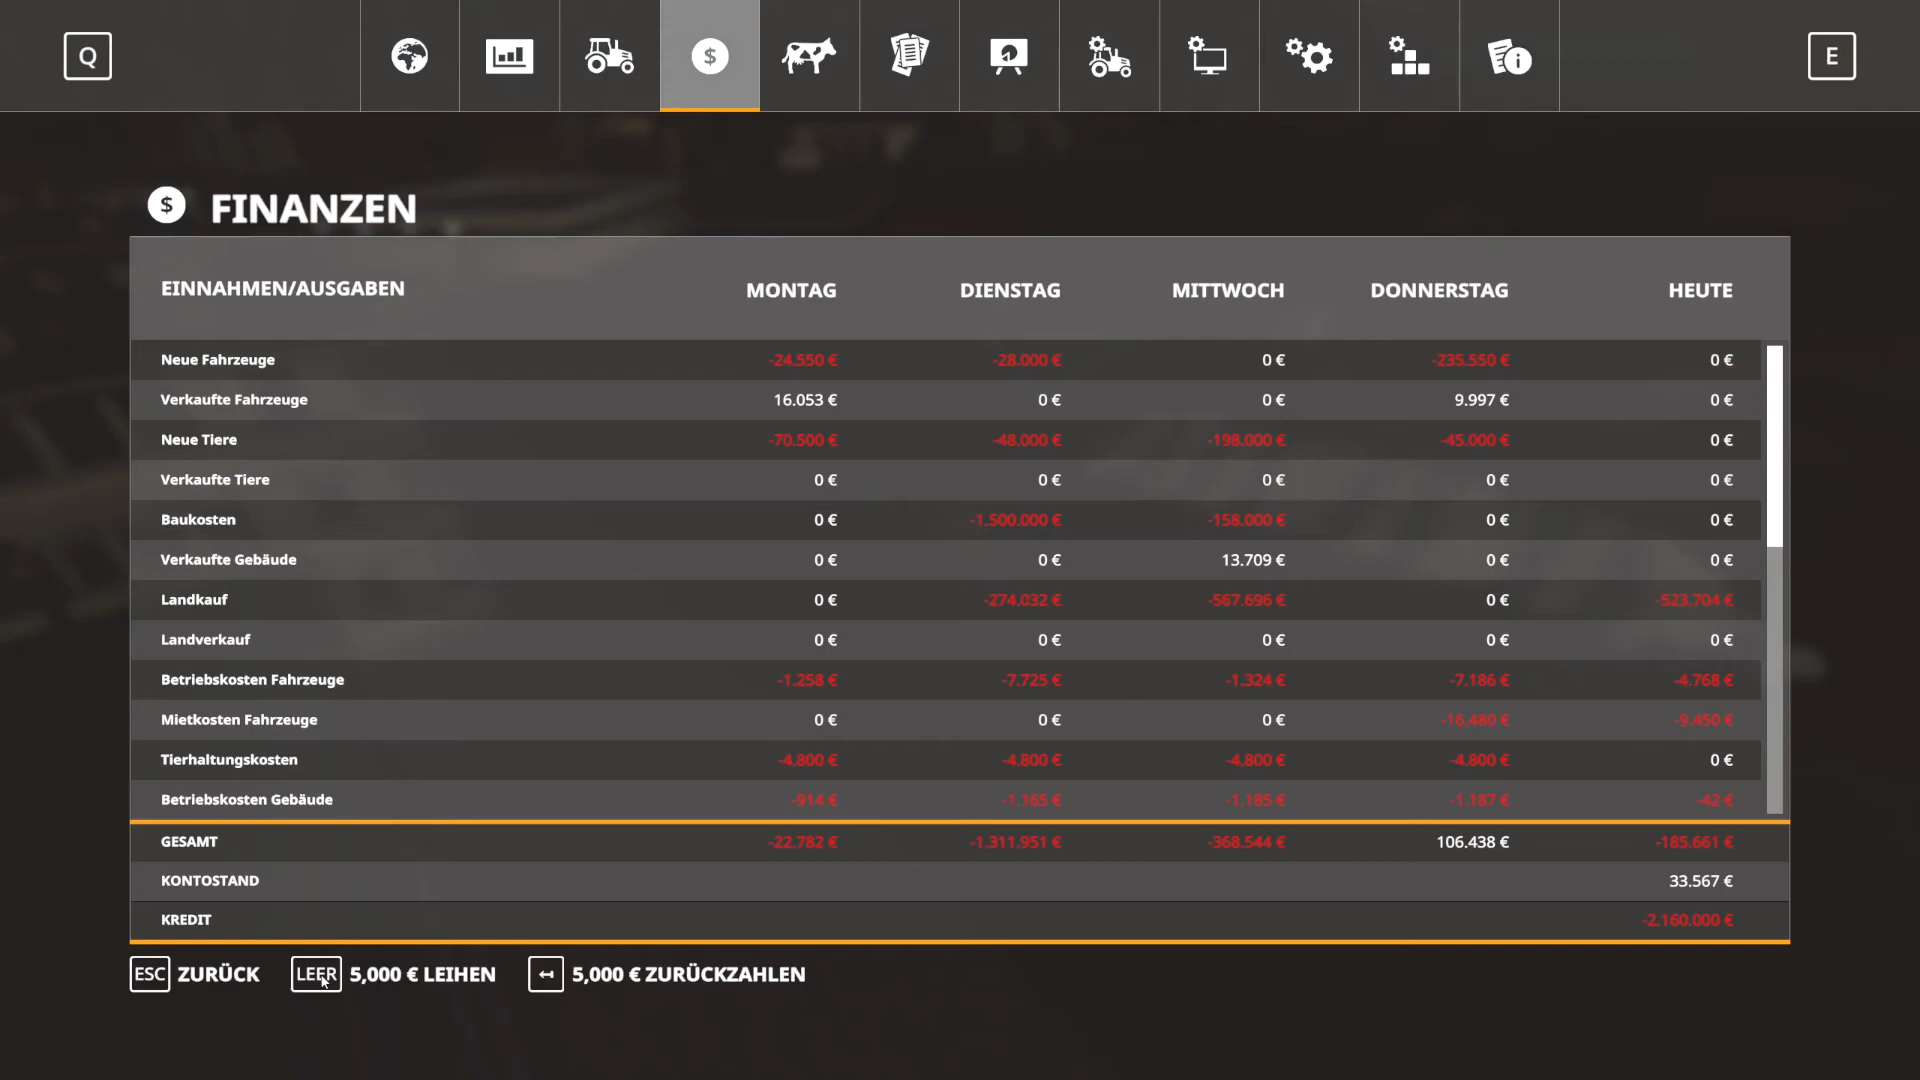 Q
E
$ FINANZEN
EINNAHMEN/AUSGABEN MONTAG DIENSTAG MITTWOCH DONNERSTAG HEUTE
Neue Fahrzeuge -24.550 € -28.000 € 0 € -235.550 € 0 €
Verkaufte Fahrzeuge 16.053 € 0 € 0 € 9.997 € 0 €
Neue Tiere -70.500 € -48.000 € -198.000 € -45.000 € 0 €
Verkaufte Tiere 0 € 0 € 0 € 0 € 0 €
Baukosten 0 € -1.500.000 € -158.000 € 0 € 0 €
Verkaufte Gebäude 0 € 0 € 13.709 € 0 € 0 €
Landkauf 0 € -274.032 € -567.696 € 0 € -523.704 €
Landverkauf 0 € 0 € 0 € 0 € 0 €
Betriebskosten Fahrzeuge -1.258 € -7.725 € -1.324 € -7.186 € -4.768 €
Mietkosten Fahrzeuge 0 € 0 € 0 € -16.480 € -9.450 €
Tierhaltungskosten -4.800 € -4.800 € -4.800 € -4.800 € 0 €
Betriebskosten Gebäude -914 € -1.165 € -1.185 € -1.187 € -42 €
GESAMT -22.782 € -1.311.951 € -368.544 € 106.438 € -185.661 €
KONTOSTAND 33.567 €
KREDIT -2.160.000 €
ESC ZURÜCK LEER 5,000 € LEIHEN 5,000 € ZURÜCKZAHLEN